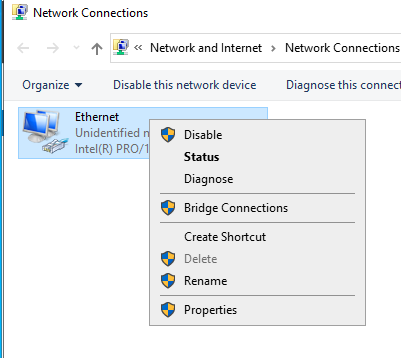 Network Connections
« Network and Internet > Network Connections
Organize Disable this network device Diagnose this connect
Ethernet
Unidentified n
Intel(R) PRO/1
Disable
Status
Diagnose
Bridge Connections
Create Shortcut
Delete
Rename
Properties